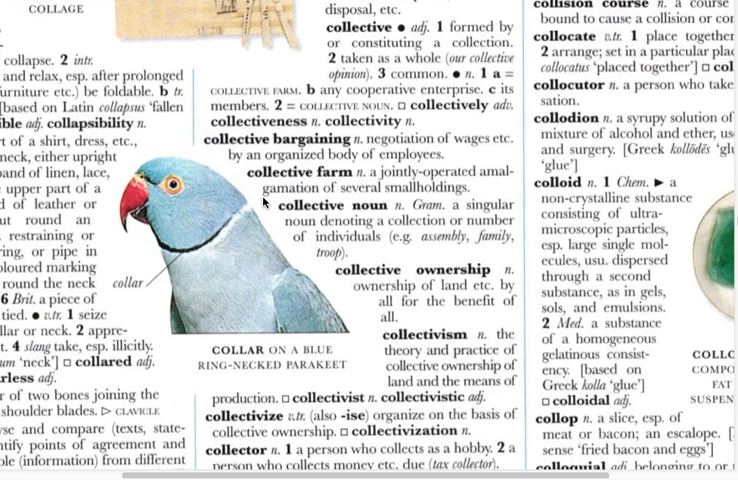 COLLAGE
collapse. 2 intr.
and relax, esp. after prolonged
urniture etc.) be foldable. b tr.
[based on Latin collapsus 'fallen
ible adj. collapsibility n.
t of a shirt, dress, etc.,
neck, either upright
and of linen, lace,
upper part of a
d of leather or
ut round an
restraining or
ring, or pipe in
oloured marking
round the neck
6 Brit. a piece of
tied. ● v.tr. 1 seize
llar or neck. 2 appre-
t. 4 slang take, esp. illicitly.
um 'neck'] □ collared adj.
rless adj.
r of two bones joining the
shoulder blades. ▷ CLAVICLE
se and compare (texts, state-
ntify points of agreement and
ble (information) from different
collar
COLLAR ON A BLUE
RING-NECKED PARAKEET
disposal, etc.
collective ● adj. 1 formed by
or constituting a collection.
2 taken as a whole (our collective
opinion). 3 common. ● n. 1 a =
COLLECTIVE FARM. b any cooperative enterprise. c its
members. 2 = COLLECTIVE NOUN. □ collectively adv.
collectiveness n. collectivity n.
collective bargaining n. negotiation of wages etc.
by an organized body of employees.
collective farm n. a jointly-operated amal-
gamation of several smallholdings.
collective noun n. Gram. a singular
noun denoting a collection or number
of individuals (e.g. assembly, family,
troop).
collective ownership n.
ownership of land etc. by
all for the benefit of
all.
collectivism n. the
theory and practice of
collective ownership of
land and the means of
production. □ collectivist n. collectivistic adj.
collectivize v.tr. (also -ise) organize on the basis of
collective ownership. □ collectivization n.
collector n. 1 a person who collects as a hobby. 2 a
person who collects money etc. due (tax collector).
collision course n. a course
bound to cause a collision or con
collocate v.tr. 1 place together
2 arrange; set in a particular plac
collocatus 'placed together'] □ col
collocutor n. a person who take
sation.
collodion n. a syrupy solution of
mixture of alcohol and ether, us
and surgery. [Greek kollōdēs 'glu
'glue']
colloid n. 1 Chem. ▶ a
non-crystalline substance
consisting of ultra-
microscopic particles,
esp. large single mol-
ecules, usu. dispersed
through a second
substance, as in gels,
sols, and emulsions.
2 Med. a substance
of a homogeneous
gelatinous consist-
ency. [based on
Greek kolla 'glue']
□ colloidal adj.
COLLO
COMPO
FAT
SUSPEN
collop n. a slice, esp. of
meat or bacon; an escalope. [
sense 'fried bacon and eggs']
colloquial adj. belonging to or